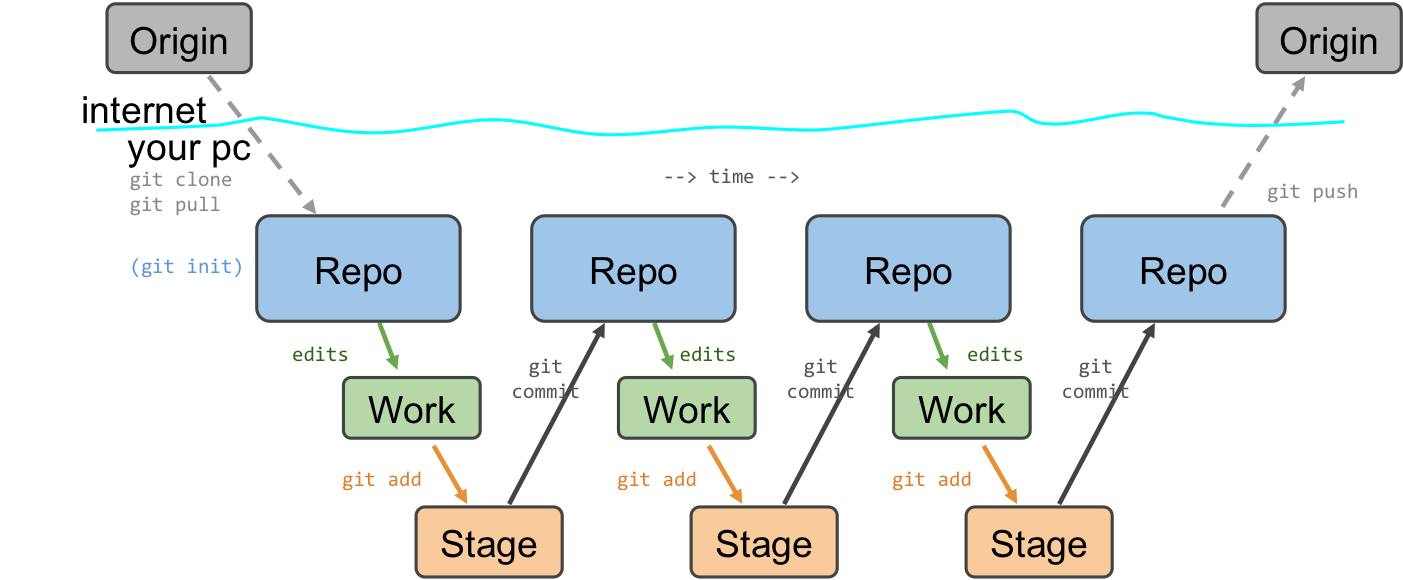 Origin
Origin
internet
your pc
git clone
git pull
--> time -->
git push
(git init)
Repo
Repo
Repo
Repo
edits
git
commit
edits
git
commit
edits
git
commit
Work
Work
Work
git add
git add
git add
Stage
Stage
Stage